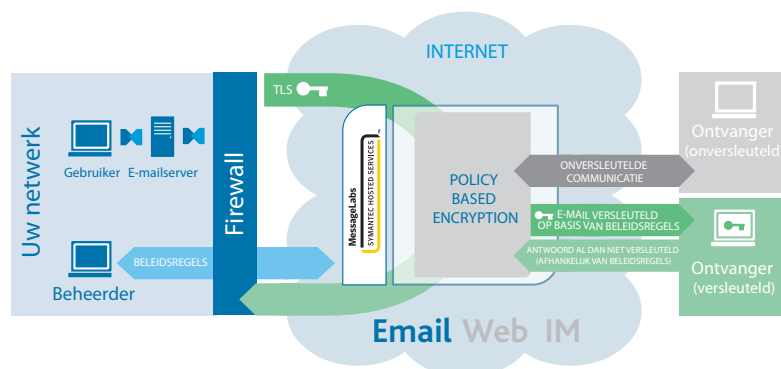 INTERNET
TLS
Uw netwerk
Gebruiker
E-mailserver
Firewall
BELEIDSREGELS
Beheerder
MessageLabs
SYMANTEC HOSTED SERVICES
™
POLICY
BASED
ENCRYPTION
ONVERSLEUTELDE
COMMUNICATIE
E-MAIL VERSLEUTELD
OP BASIS VAN BELEIDSREGELS
ANTWOORD AL DAN NIET VERSLEUTELD
(AFHANKELIJK VAN BELEIDSREGELS)
Ontvanger
(onversleuteld)
Ontvanger
(versleuteld)
Email Web IM